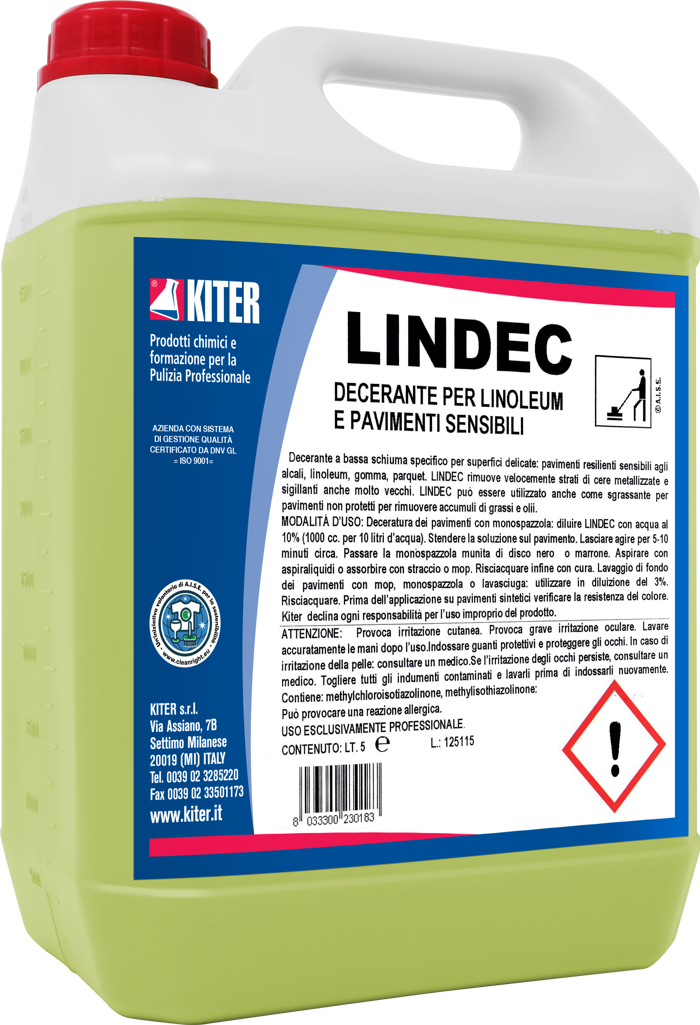 KITER
Prodotti chimici e
formazione per la
Pulizia Professionale
AZIENDA CON SISTEMA
DI GESTIONE QUALITÀ
CERTIFICATO DA DNV GL
= ISO 9001=
LINDEC
DECERANTE PER LINOLEUM
E PAVIMENTI SENSIBILI
© A.I.S.E.
Decerante a bassa schiuma specifico per superfici delicate: pavimenti resilienti sensibili agli
alcali, linoleum, gomma, parquet. LINDEC rimuove velocemente strati di cere metallizzate e
sigillanti anche molto vecchi. LINDEC può essere utilizzato anche come sgrassante per
pavimenti non protetti per rimuovere accumuli di grassi e olii.
MODALITÀ D'USO: Deceratura dei pavimenti con monospazzola: diluire LINDEC con acqua al
10% (1000 cc. per 10 litri d'acqua). Stendere la soluzione sul pavimento. Lasciare agire per 5-10
minuti circa. Passare la monospazzola munita di disco nero o marrone. Aspirare con
aspiraliquidi o assorbire con straccio o mop. Risciacquare infine con cura. Lavaggio di fondo
dei pavimenti con mop, monospazzola o lavasciuga: utilizzare in diluizione del 3%.
Risciacquare. Prima dell'applicazione su pavimenti sintetici verificare la resistenza del colore.
Kiter declina ogni responsabilità per l'uso improprio del prodotto.
ATTENZIONE: Provoca irritazione cutanea. Provoca grave irritazione oculare. Lavare
accuratamente le mani dopo l'uso.Indossare guanti protettivi e proteggere gli occhi. In caso di
irritazione della pelle: consultare un medico.Se l'irritazione degli occhi persiste, consultare un
medico. Togliere tutti gli indumenti contaminati e lavarli prima di indossarli nuovamente.
Contiene: methylchloroisotiazolinone, methylisothiazolinone:
Può provocare una reazione allergica.
USO ESCLUSIVAMENTE PROFESSIONALE.
CONTENUTO: LT. 5 e L.: 125115
8 033300 230183
Un'iniziativa volontaria di A.I.S.E. per la sostenibilità
www.cleanright.eu
KITER s.r.l.
Via Assiano, 7B
Settimo Milanese
20019 (MI) ITALY
Tel. 0039 02 3285220
Fax 0039 02 33501173
www.kiter.it